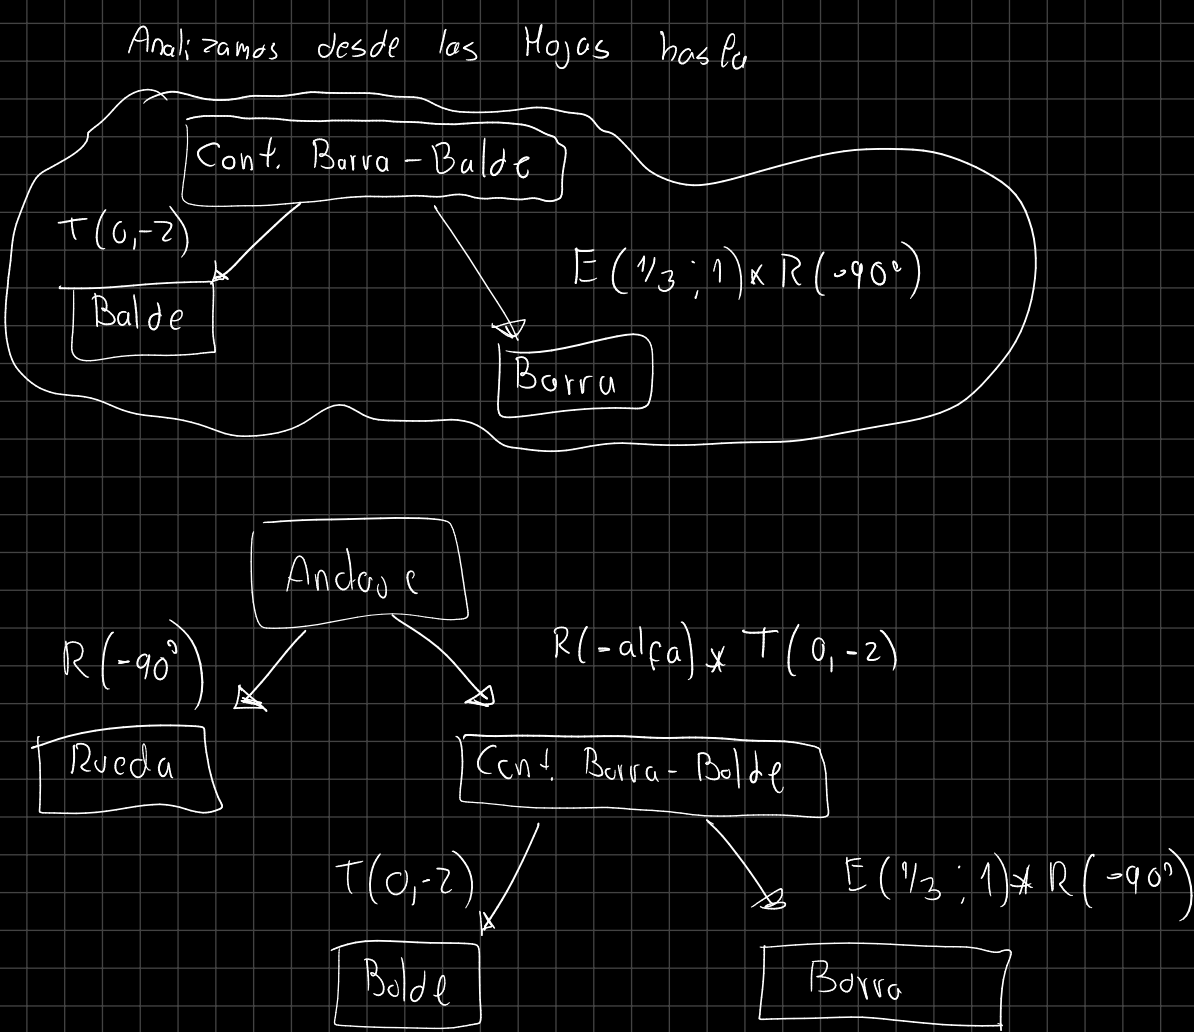 Analizamos desde las Hojas hasta
Cont. Barra - Balde
T(0,-2)
E(1/3 ; 1) * R(-90°)
Balde
Barra
R(-90°)
R(-alfa) * T(0,-2)
Rueda
Cont. Barra - Balde
T(0,-2)
E(1/3 ; 1) * R(-90°)
Balde
Barra